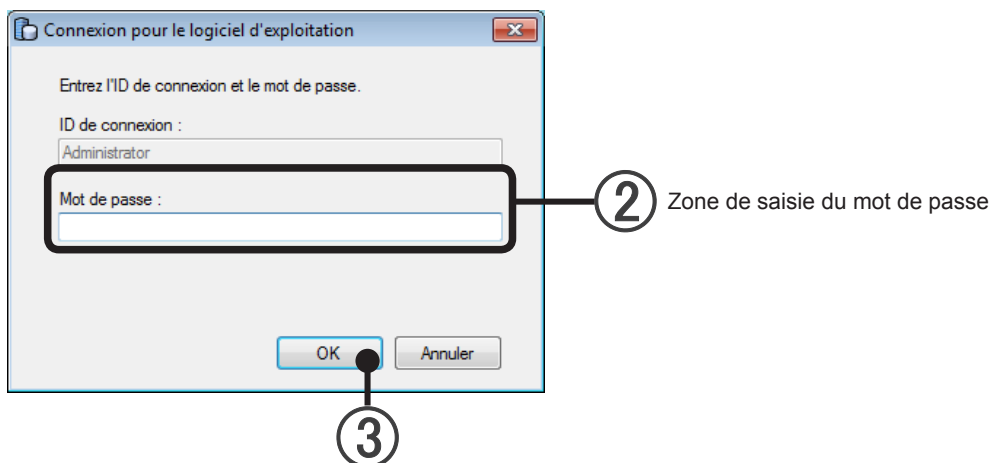 Connexion pour le logiciel d'exploitation
Entrez l'ID de connexion et le mot de passe.
ID de connexion :
Administrator
Mot de passe :
2 Zone de saisie du mot de passe
OK
Annuler
3